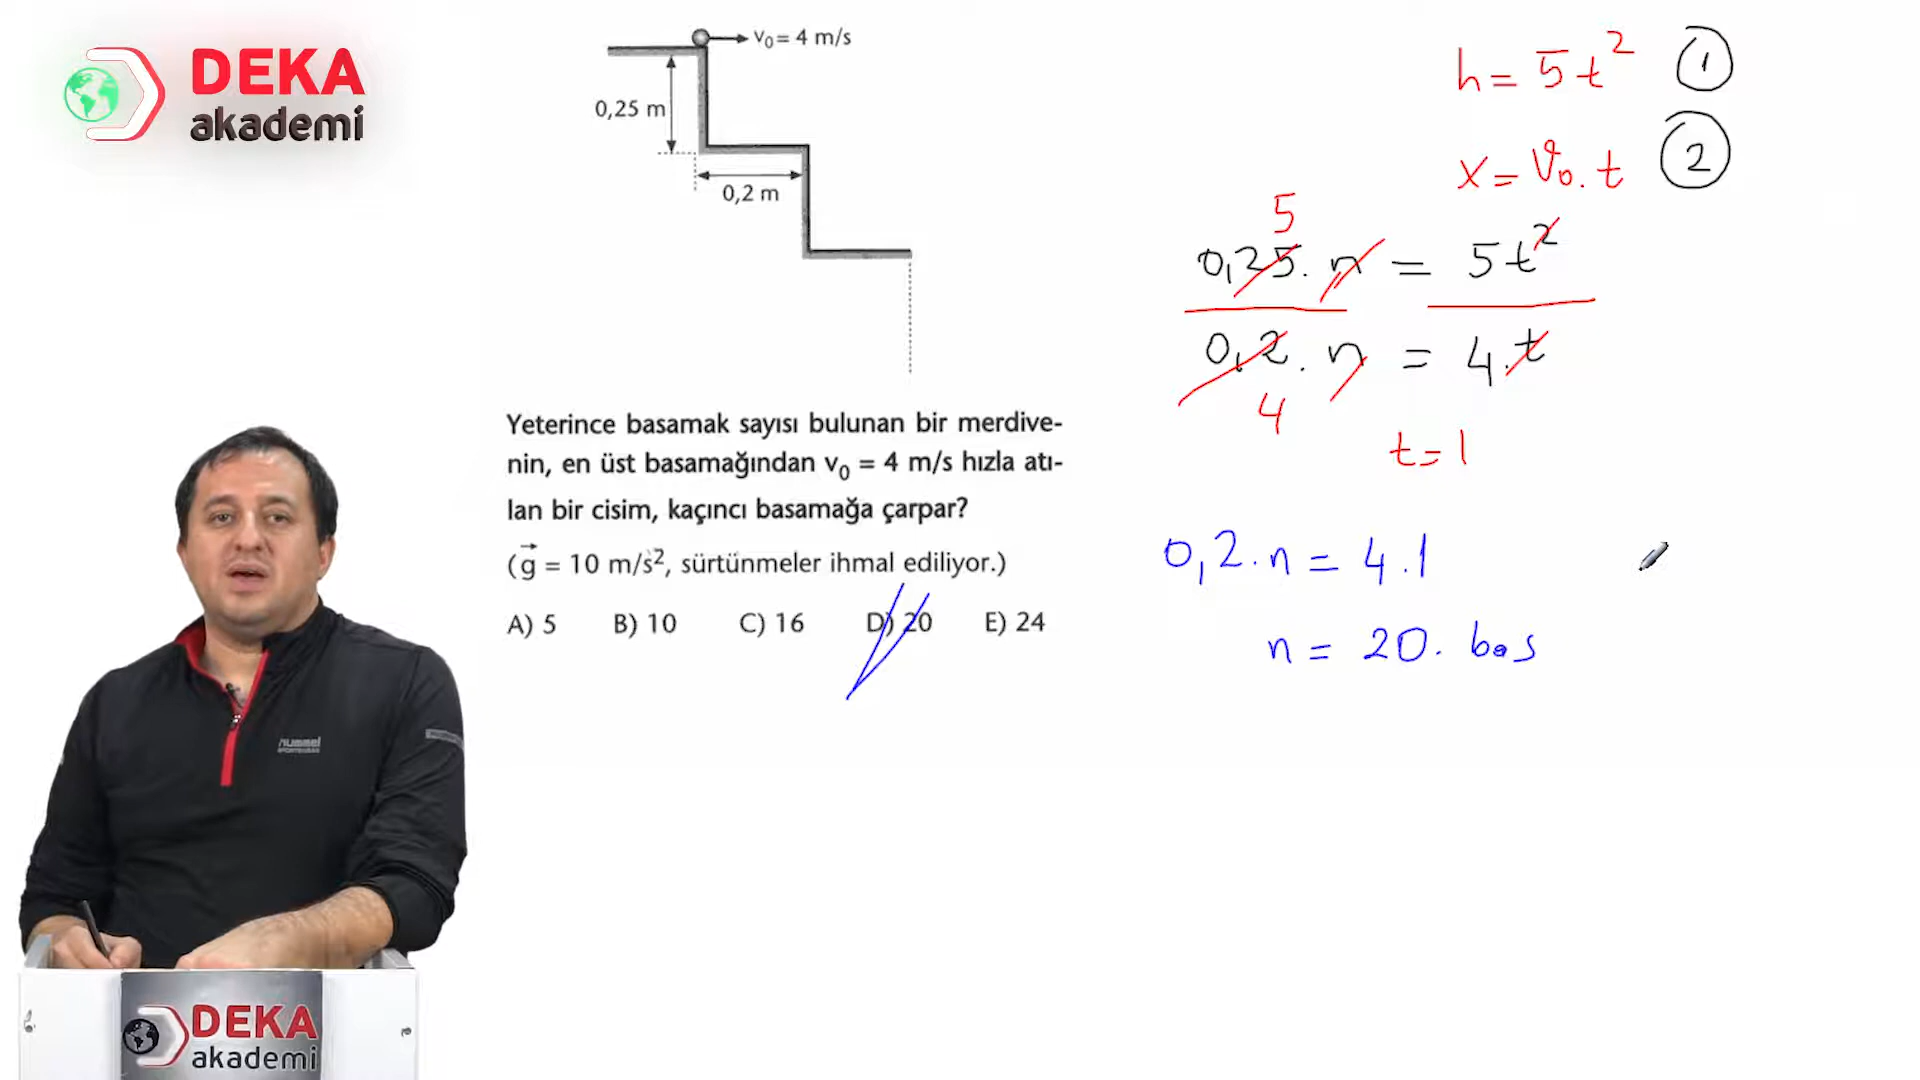 DEKA
akademi
v₀ = 4 m/s
0,25 m
0,2 m
Yeterince basamak sayısı bulunan bir merdive-
nin, en üst basamağından v₀ = 4 m/s hızla atı-
lan bir cisim, kaçıncı basamağa çarpar?
(g⃗ = 10 m/s², sürtünmeler ihmal ediliyor.)
A) 5 B) 10 C) 16 D) 20 E) 24
h = 5t² 1
x = V₀.t 2
5
0,25. n = 5t²
0,2. n = 4.t
4
t = 1
0,2. n = 4.1
n = 20. bas
hummel
DEKA
akademi